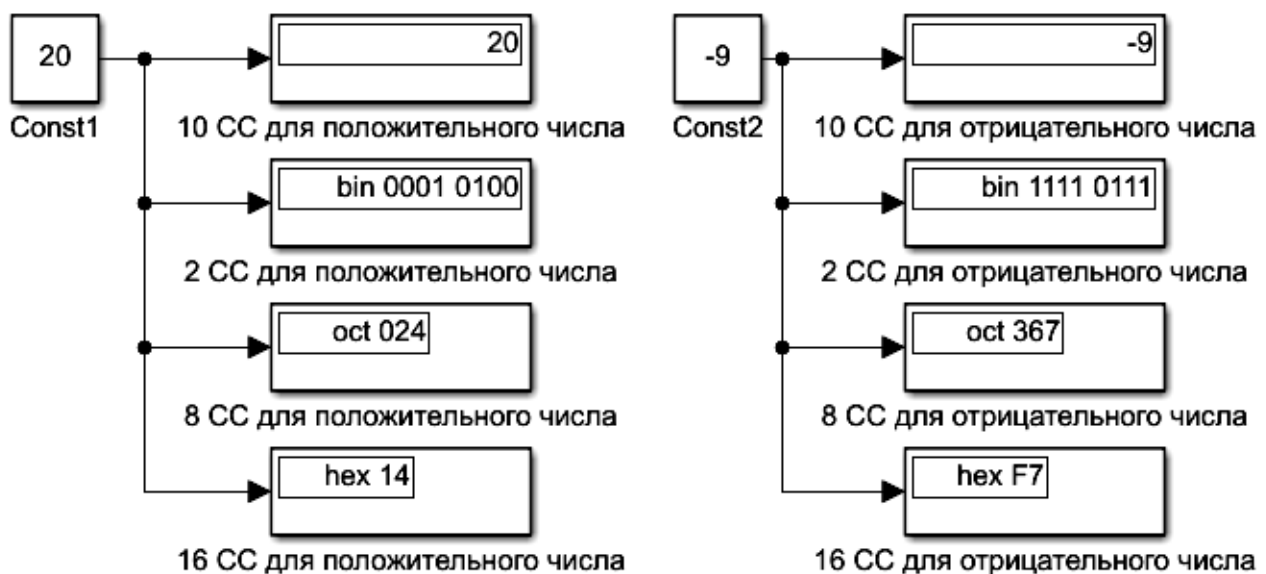 20
Const1
20
10 СС для положительного числа
bin 0001 0100
2 СС для положительного числа
oct 024
8 СС для положительного числа
hex 14
16 СС для положительного числа
-9
Const2
-9
10 СС для отрицательного числа
bin 1111 0111
2 СС для отрицательного числа
oct 367
8 СС для отрицательного числа
hex F7
16 СС для отрицательного числа